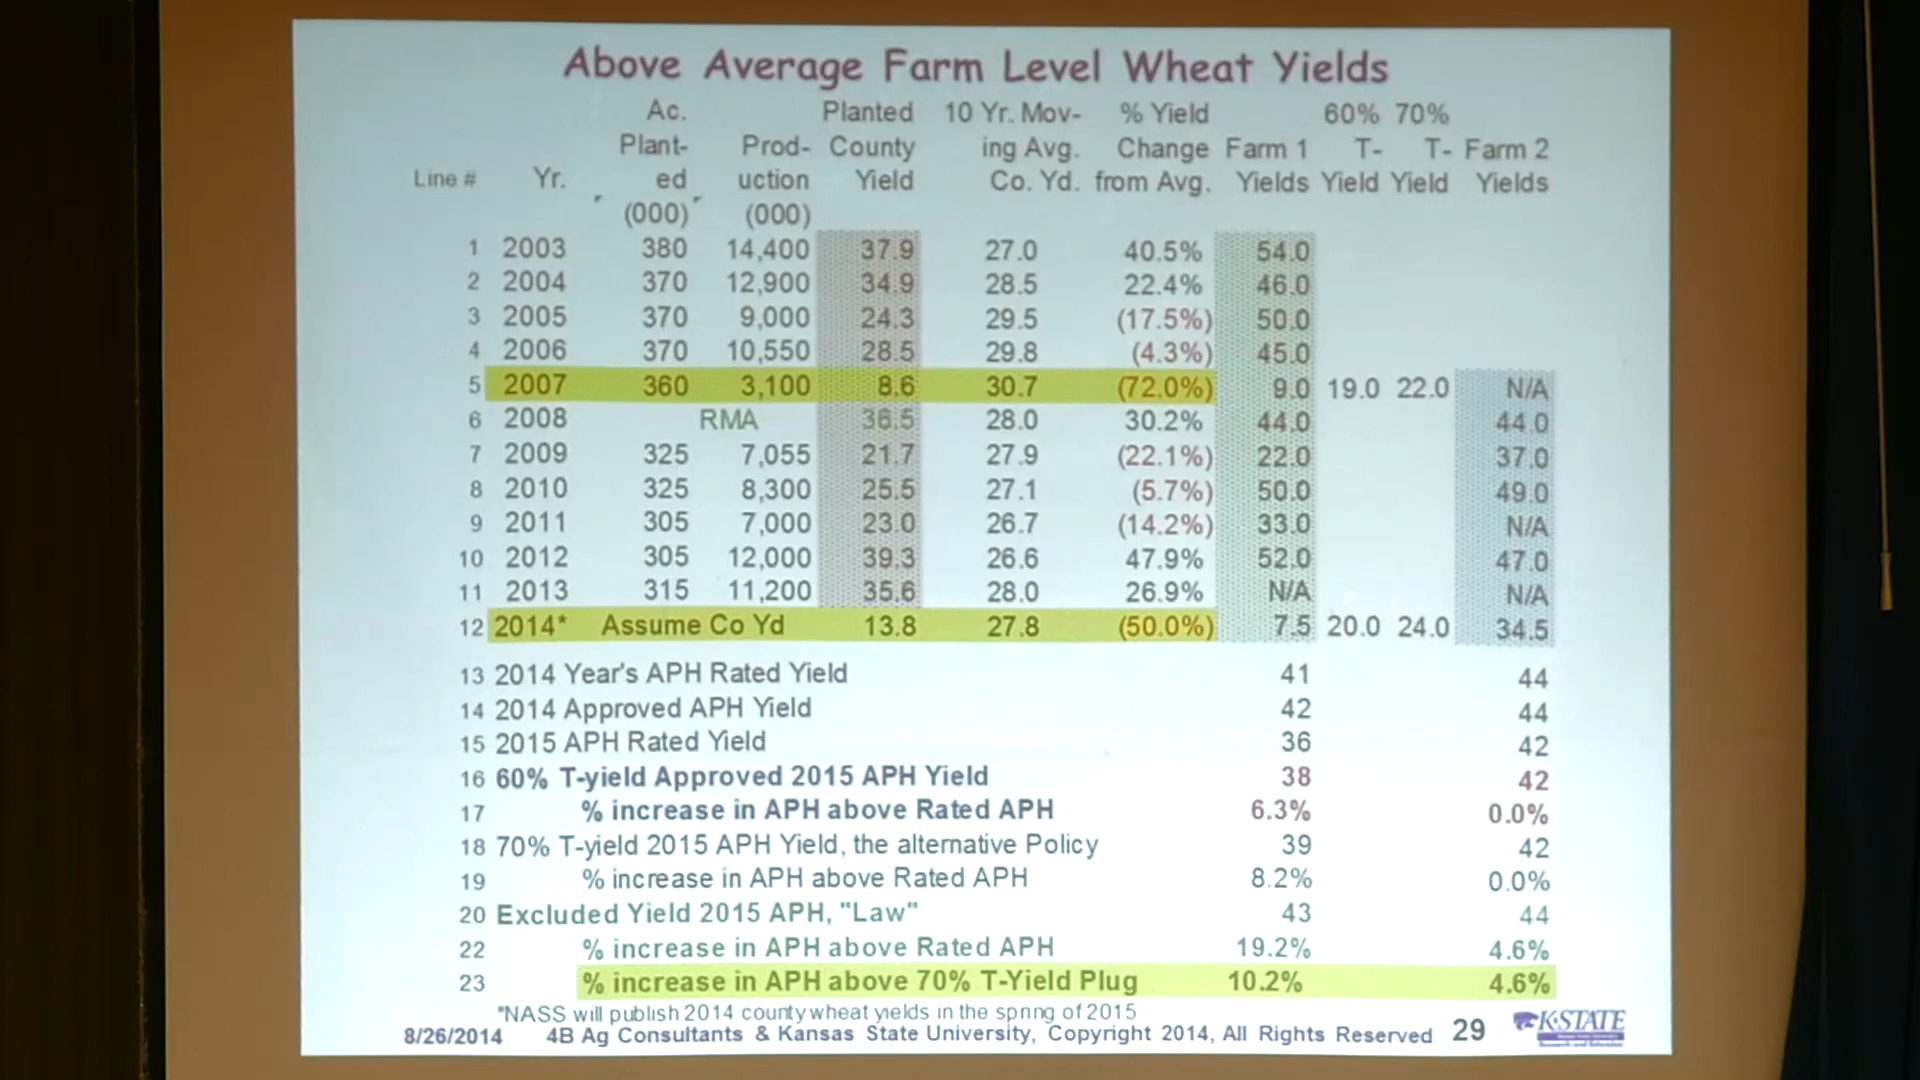 Above Average Farm Level Wheat Yields
Ac. Planted 10 Yr. Mov- % Yield 60% 70%
Plant- Prod- County ing Avg. Change Farm 1 T- T- Farm 2
Line # Yr. ed uction Yield Co. Yd. from Avg. Yields Yield Yield Yields
(000) (000)
1 2003 380 14,400 37.9 27.0 40.5% 54.0
2 2004 370 12,900 34.9 28.5 22.4% 46.0
3 2005 370 9,000 24.3 29.5 (17.5%) 50.0
4 2006 370 10,550 28.5 29.8 (4.3%) 45.0
5 2007 360 3,100 8.6 30.7 (72.0%) 9.0 19.0 22.0 N/A
6 2008 RMA 36.5 28.0 30.2% 44.0 44.0
7 2009 325 7,055 21.7 27.9 (22.1%) 22.0 37.0
8 2010 325 8,300 25.5 27.1 (5.7%) 50.0 49.0
9 2011 305 7,000 23.0 26.7 (14.2%) 33.0 N/A
10 2012 305 12,000 39.3 26.6 47.9% 52.0 47.0
11 2013 315 11,200 35.6 28.0 26.9% N/A N/A
12 2014* Assume Co Yd 13.8 27.8 (50.0%) 7.5 20.0 24.0 34.5
13 2014 Year's APH Rated Yield 41 44
14 2014 Approved APH Yield 42 44
15 2015 APH Rated Yield 36 42
16 60% T-yield Approved 2015 APH Yield 38 42
17 % increase in APH above Rated APH 6.3% 0.0%
18 70% T-yield 2015 APH Yield, the alternative Policy 39 42
19 % increase in APH above Rated APH 8.2% 0.0%
20 Excluded Yield 2015 APH, "Law" 43 44
22 % increase in APH above Rated APH 19.2% 4.6%
23 % increase in APH above 70% T-Yield Plug 10.2% 4.6%
*NASS will publish 2014 county wheat yields in the spring of 2015
8/26/2014 4B Ag Consultants & Kansas State University, Copyright 2014, All Rights Reserved 29 K-STATE